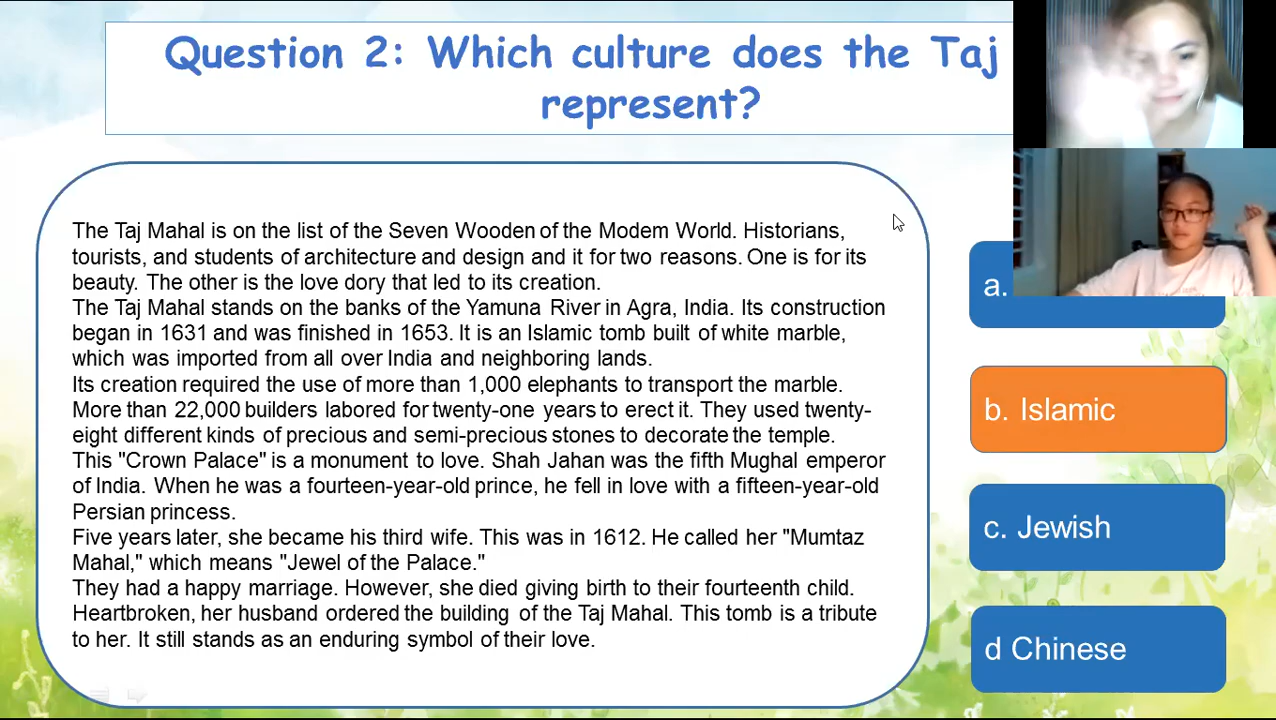 Question 2: Which culture does the Taj
represent?
The Taj Mahal is on the list of the Seven Wooden of the Modem World. Historians,
tourists, and students of architecture and design and it for two reasons. One is for its
beauty. The other is the love dory that led to its creation.
The Taj Mahal stands on the banks of the Yamuna River in Agra, India. Its construction
began in 1631 and was finished in 1653. It is an Islamic tomb built of white marble,
which was imported from all over India and neighboring lands.
Its creation required the use of more than 1,000 elephants to transport the marble.
More than 22,000 builders labored for twenty-one years to erect it. They used twenty-
eight different kinds of precious and semi-precious stones to decorate the temple.
This "Crown Palace" is a monument to love. Shah Jahan was the fifth Mughal emperor
of India. When he was a fourteen-year-old prince, he fell in love with a fifteen-year-old
Persian princess.
Five years later, she became his third wife. This was in 1612. He called her "Mumtaz
Mahal," which means "Jewel of the Palace."
They had a happy marriage. However, she died giving birth to their fourteenth child.
Heartbroken, her husband ordered the building of the Taj Mahal. This tomb is a tribute
to her. It still stands as an enduring symbol of their love.
a.
b. Islamic
c. Jewish
d Chinese